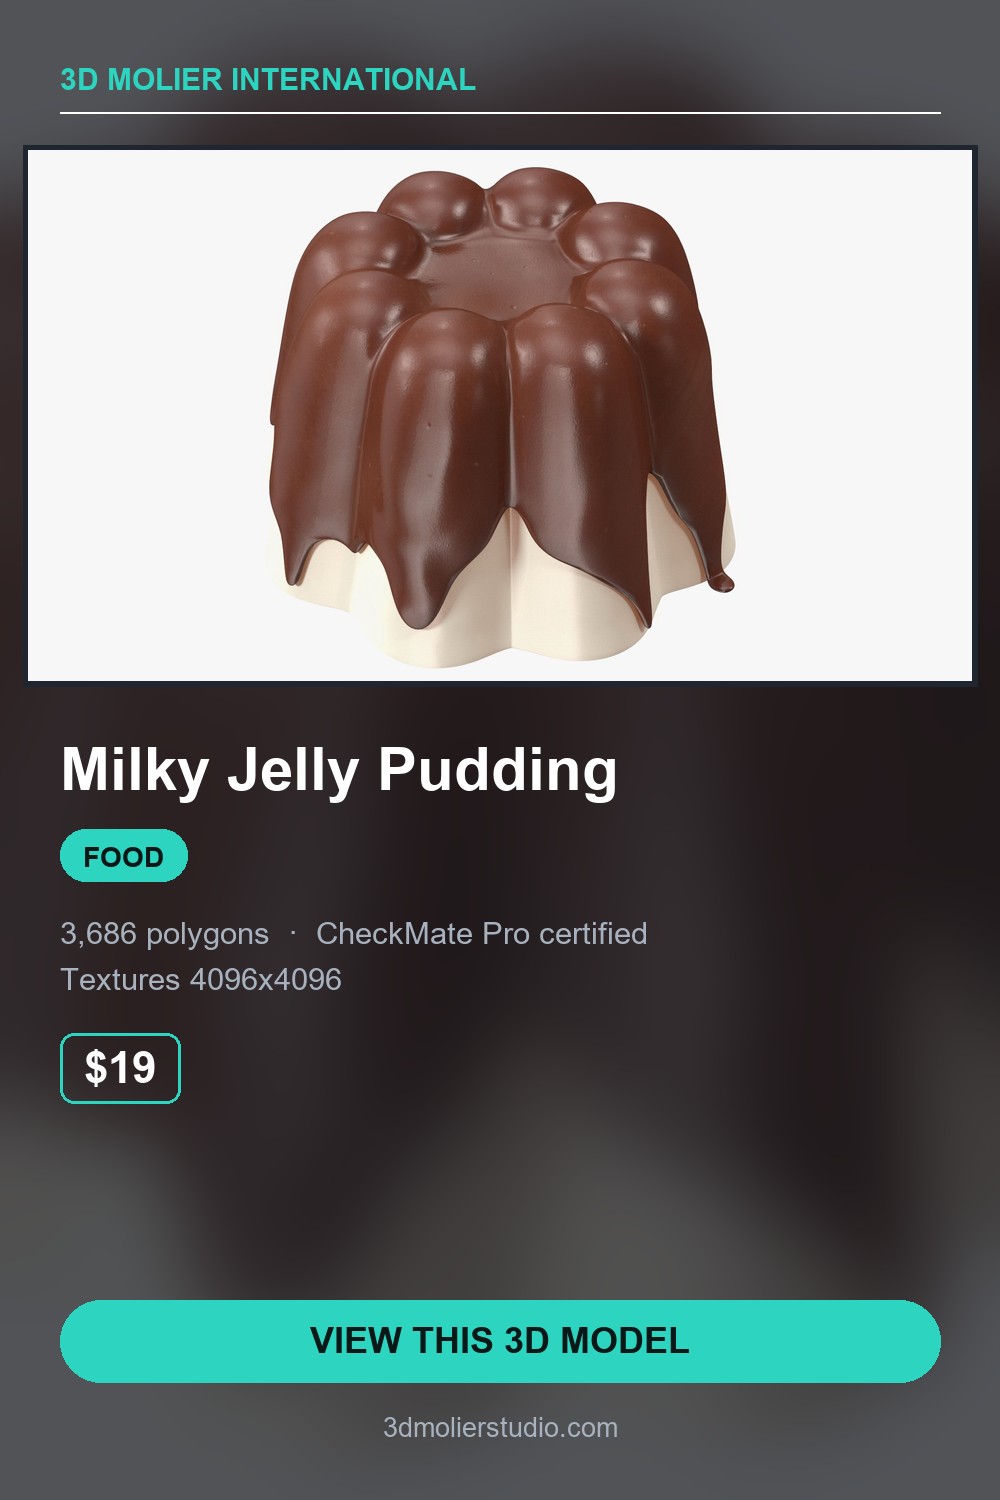 3D MOLIER INTERNATIONAL
Milky Jelly Pudding
FOOD
3,686 polygons · CheckMate Pro certified
Textures 4096x4096
$19
VIEW THIS 3D MODEL
3dmolierstudio.com